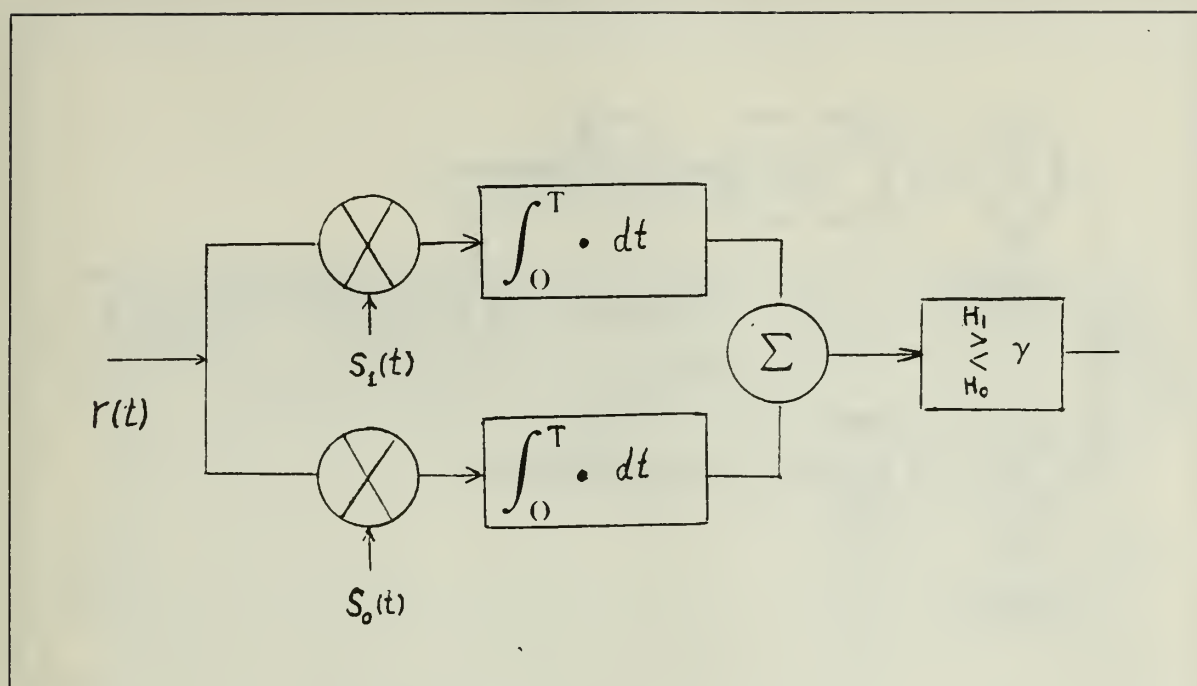 ∫₀ᵀ · dt
S₁(t)
r(t)
Σ
H₁
>
<
H₀
γ
∫₀ᵀ · dt
S₀(t)